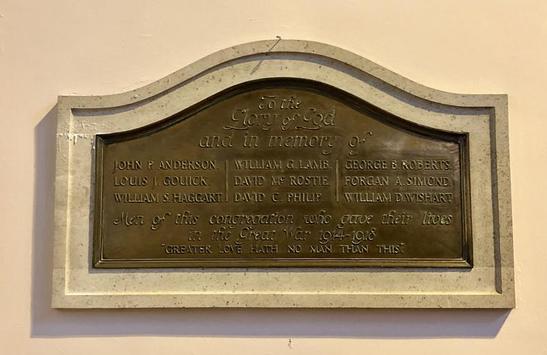 To the
Glory of God
and in memory of
JOHN P. ANDERSON. WILLIAM G. LAMB. GEORGE B. ROBERTS.
LOUIS J. GOUICK. DAVID Mc ROSTIE. FORGAN A. SIMOND.
WILLIAM S. HAGGART. DAVID C. PHILIP. WILLIAM D. WISHART.
Men of this congregation who gave their lives
in the Great War 1914-1918
"GREATER LOVE HATH NO MAN THAN THIS"